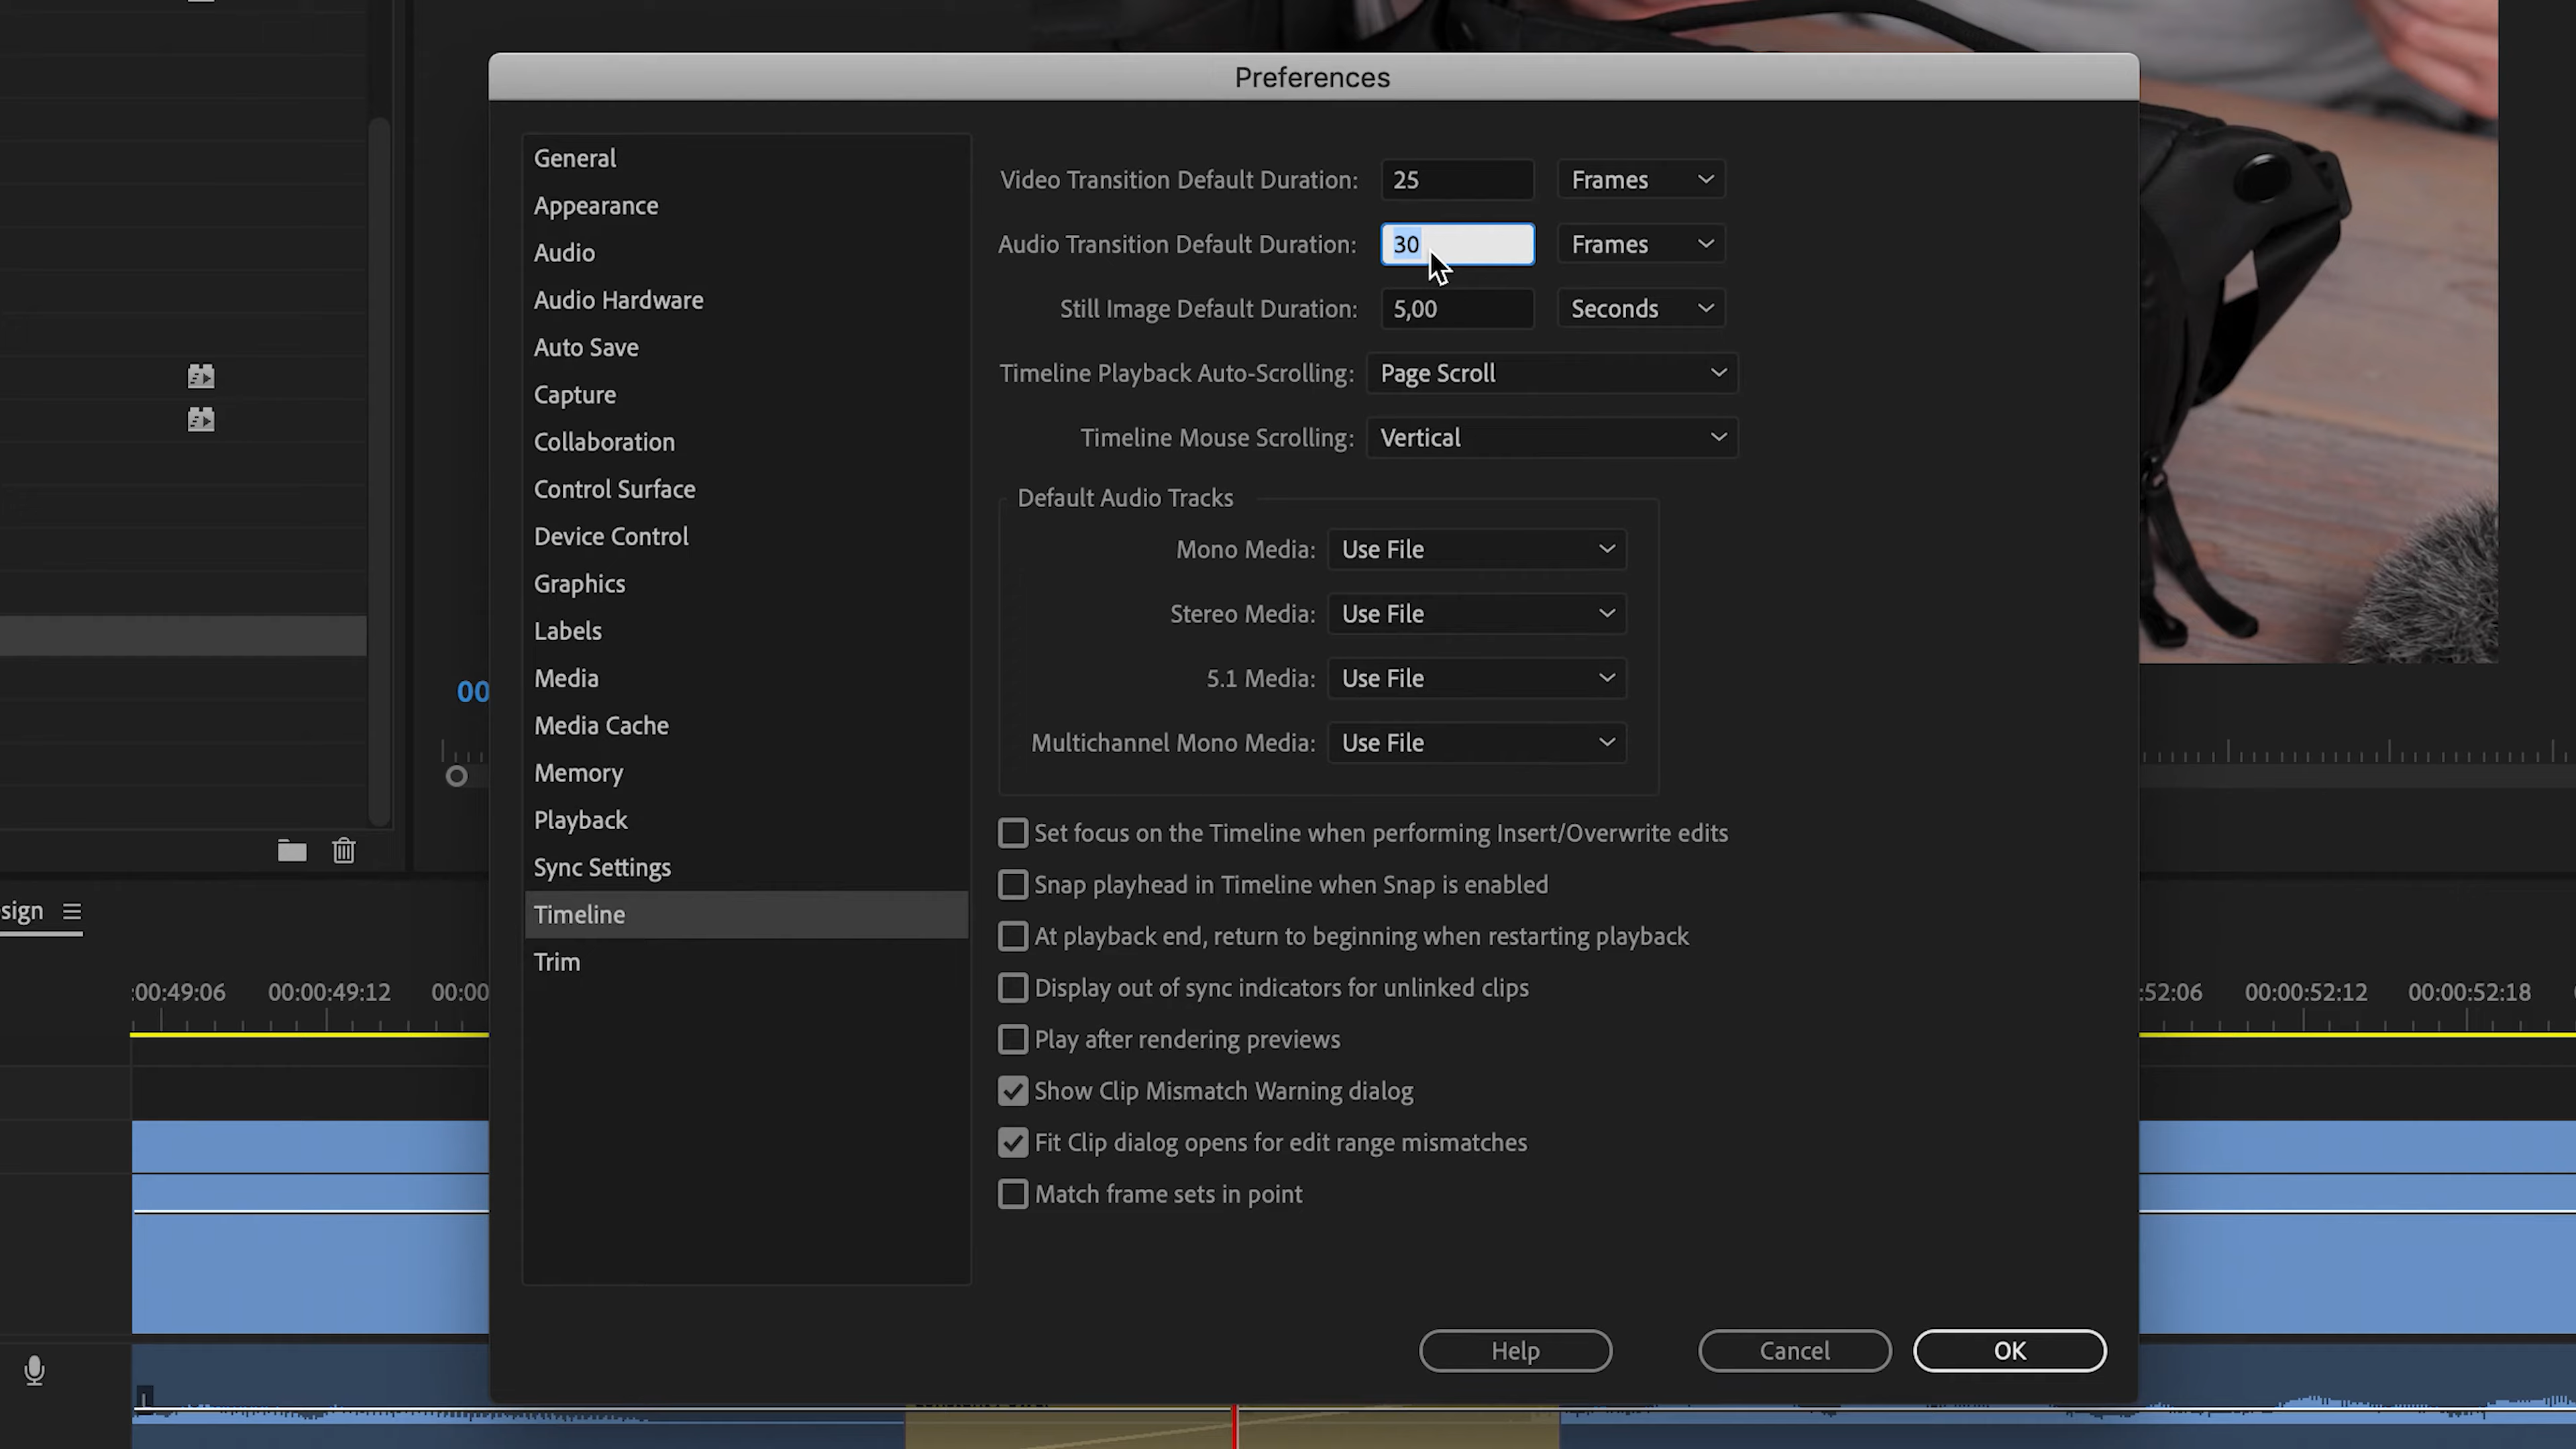 Preferences
General
Appearance
Audio
Audio Hardware
Auto Save
Capture
Collaboration
Control Surface
Device Control
Graphics
Labels
Media
Media Cache
Memory
Playback
Sync Settings
Timeline
Trim
Video Transition Default Duration: 25 Frames
Audio Transition Default Duration: 30 Frames
Still Image Default Duration: 5,00 Seconds
Timeline Playback Auto-Scrolling: Page Scroll
Timeline Mouse Scrolling: Vertical
Default Audio Tracks
Mono Media: Use File
Stereo Media: Use File
5.1 Media: Use File
Multichannel Mono Media: Use File
Set focus on the Timeline when performing Insert/Overwrite edits
Snap playhead in Timeline when Snap is enabled
At playback end, return to beginning when restarting playback
Display out of sync indicators for unlinked clips
Play after rendering previews
Show Clip Mismatch Warning dialog
Fit Clip dialog opens for edit range mismatches
Match frame sets in point
Help Cancel OK
00
sign
:00:49:06 00:00:49:12 00:00
:52:06 00:00:52:12 00:00:52:18